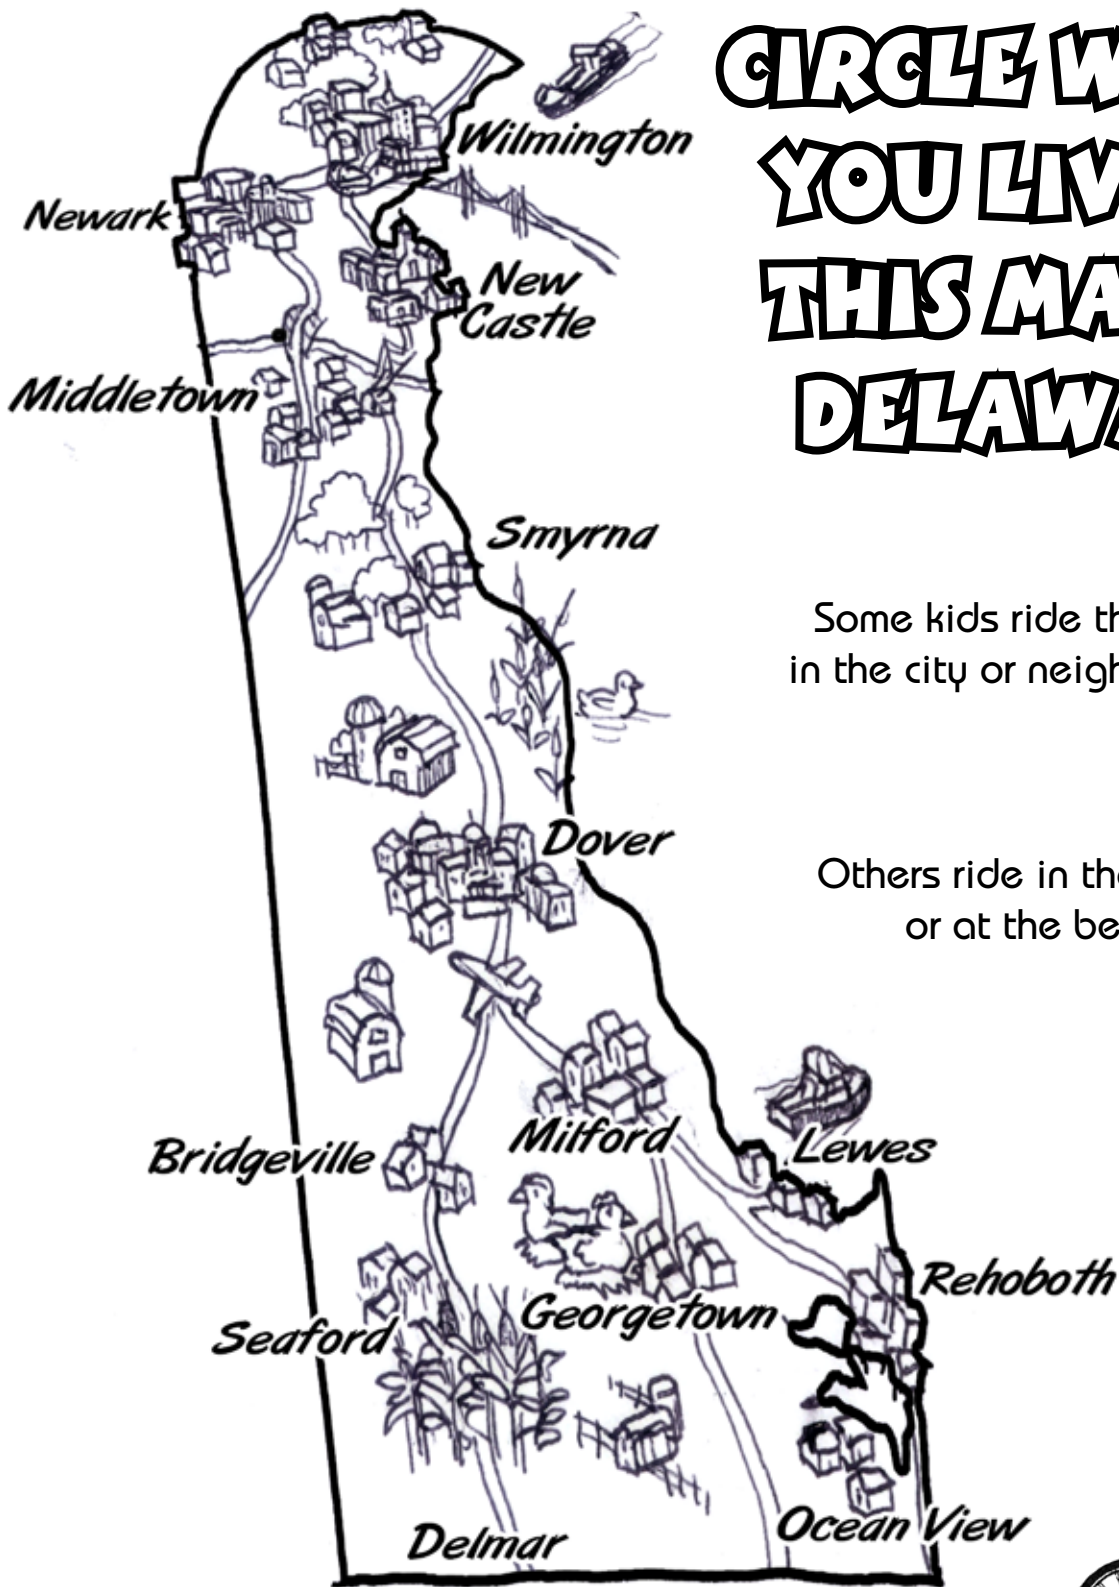 CIRCLE W
YOU LIV
THIS MA
DELAW
Wilmington
Newark
New
Castle
Middletown
Smyrna
Some kids ride th
in the city or neigh
Dover
Others ride in the
or at the be
Milford
Lewes
Bridgeville
Rehoboth
Georgetown
Seaford
Ocean View
Delmar